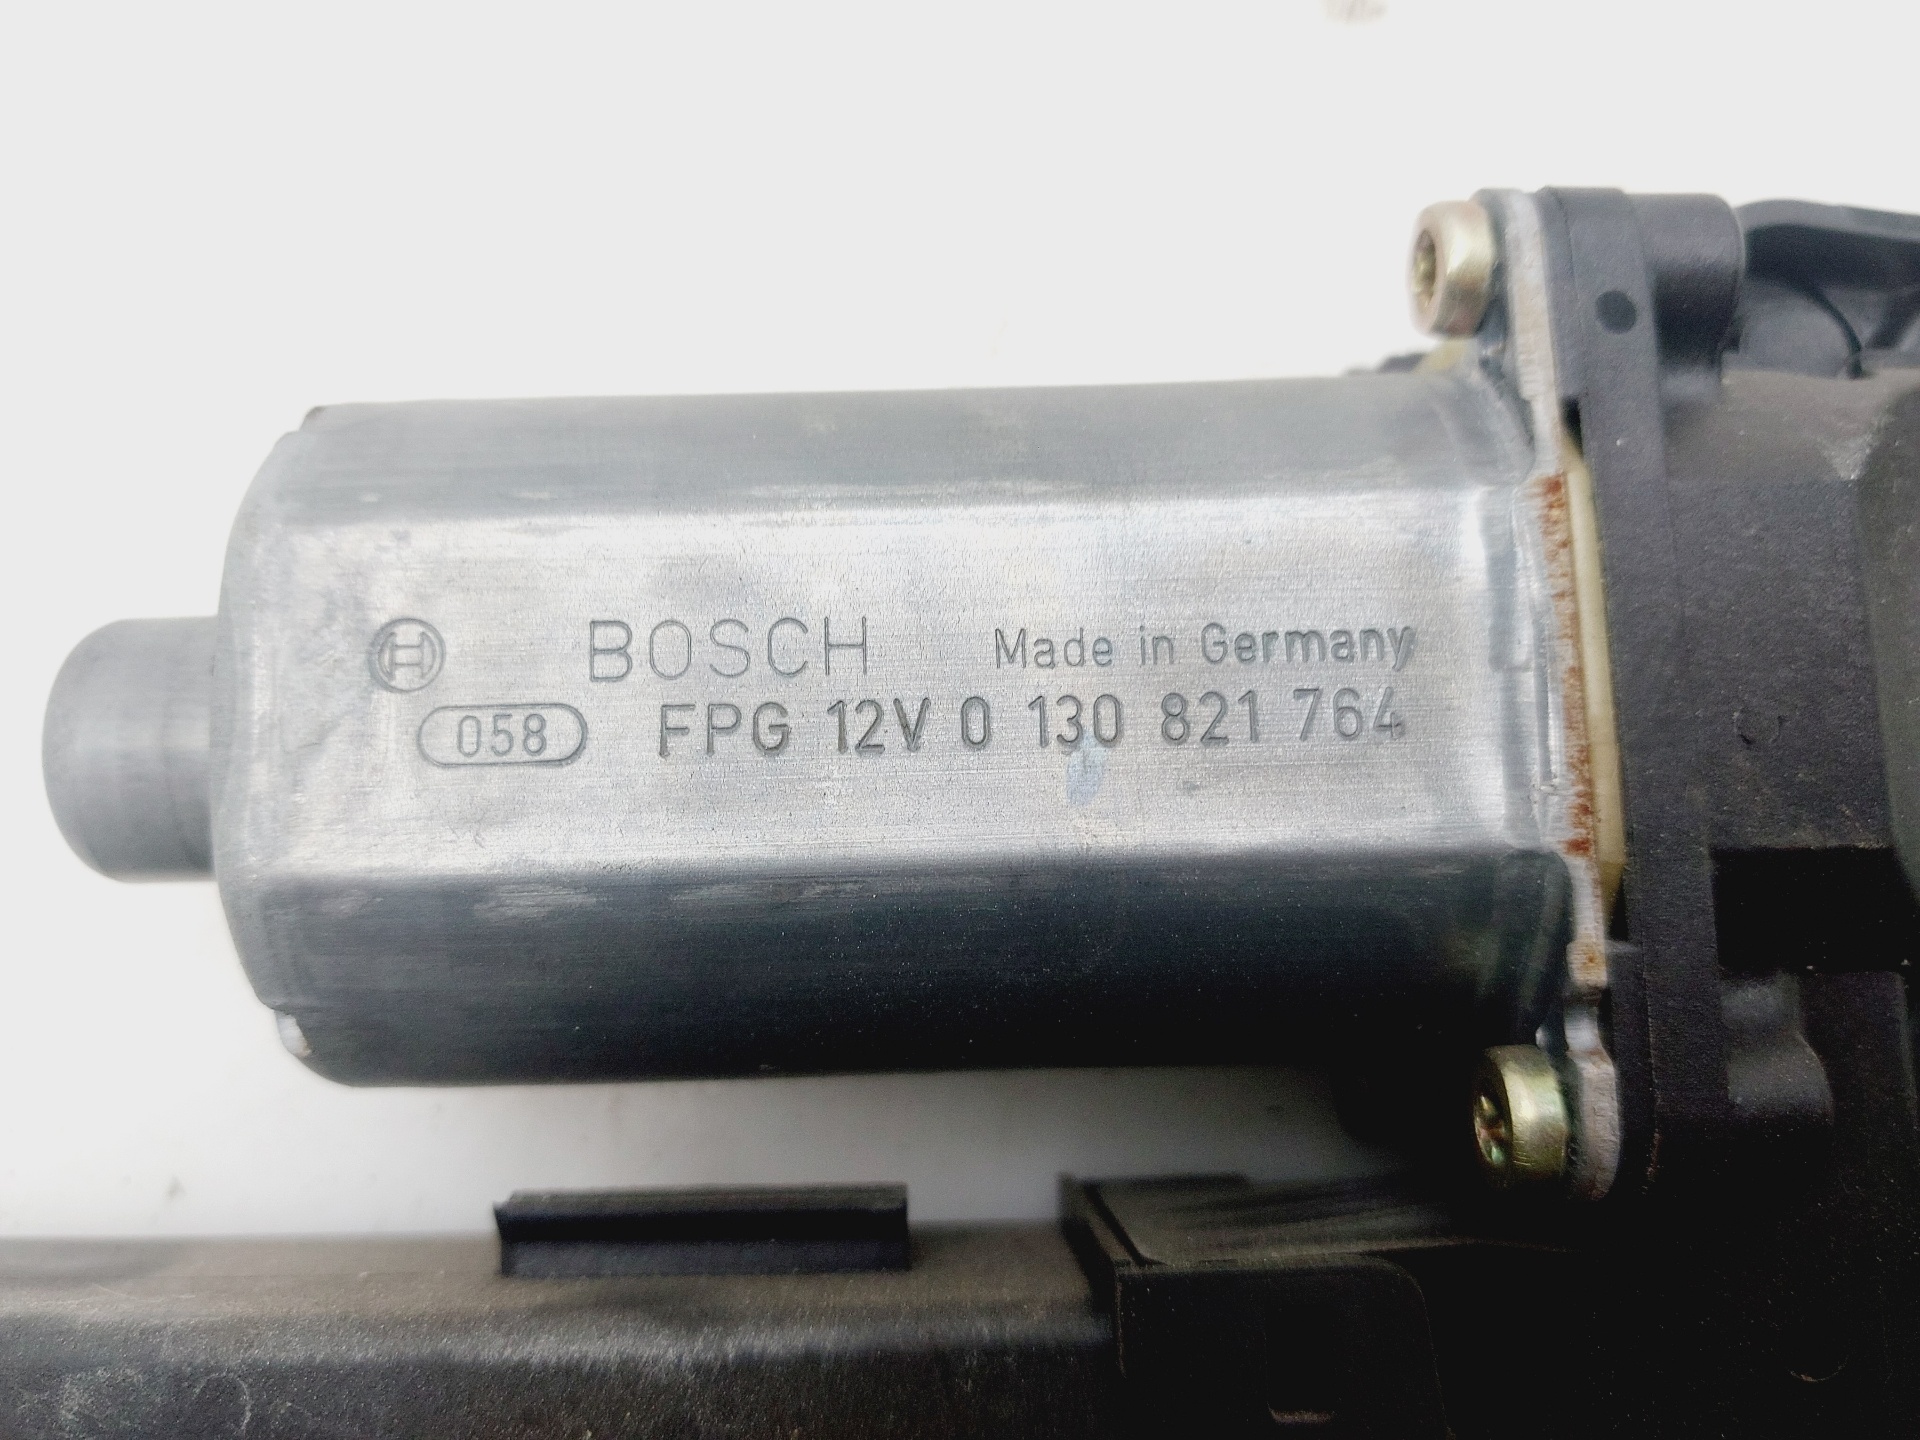 BOSCH Made in Germany
058 FPG 12V 0 130 821 764